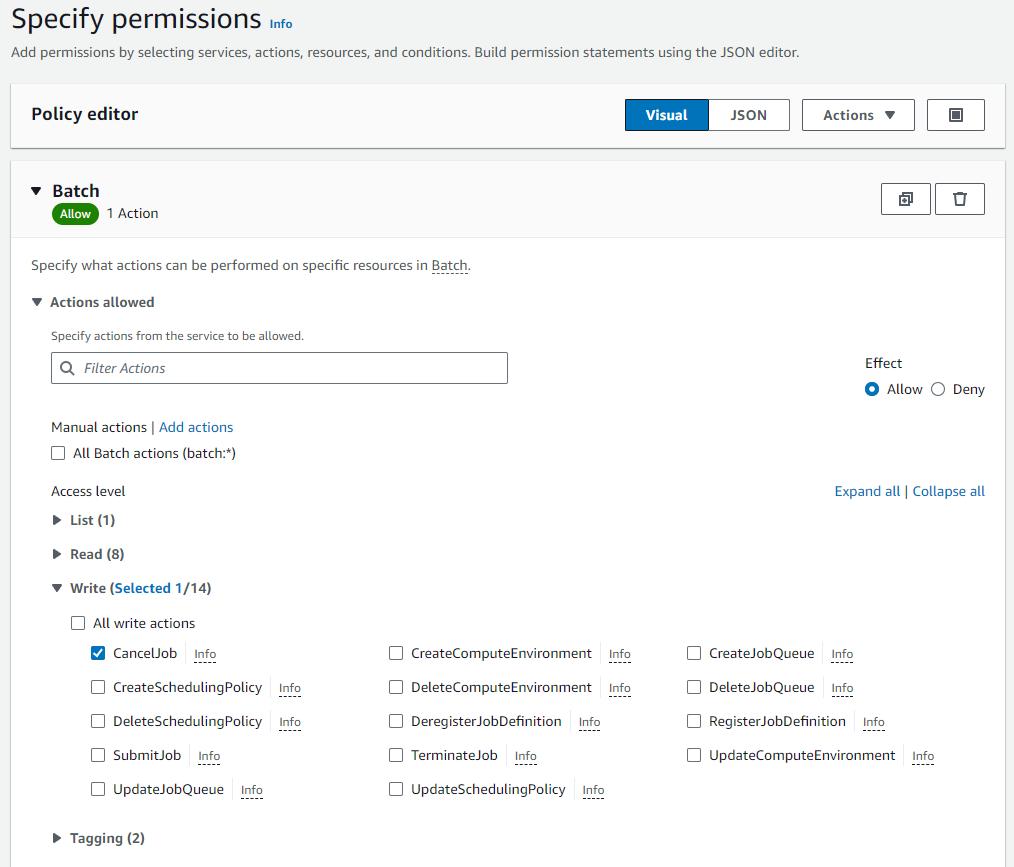 Specify permissions Info
Add permissions by selecting services, actions, resources, and conditions. Build permission statements using the JSON editor.
Policy editor
Visual
JSON
Actions
Batch
Allow 1 Action
Specify what actions can be performed on specific resources in Batch.
Actions allowed
Specify actions from the service to be allowed.
Filter Actions
Effect
Allow Deny
Manual actions | Add actions
All Batch actions (batch:*)
Access level
Expand all | Collapse all
List (1)
Read (8)
Write (Selected 1/14)
All write actions
CancelJob Info CreateComputeEnvironment Info CreateJobQueue Info
CreateSchedulingPolicy Info DeleteComputeEnvironment Info DeleteJobQueue Info
DeleteSchedulingPolicy Info DeregisterJobDefinition Info RegisterJobDefinition Info
SubmitJob Info TerminateJob Info UpdateComputeEnvironment Info
UpdateJobQueue Info UpdateSchedulingPolicy Info
Tagging (2)